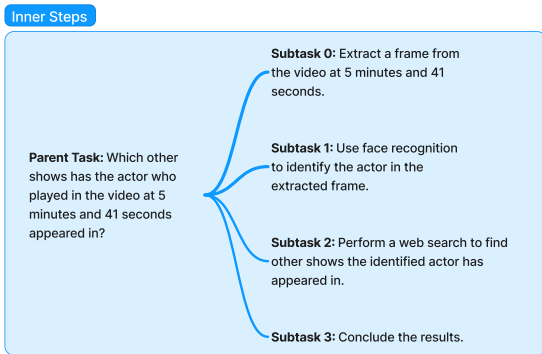 Inner Steps
Parent Task: Which other
shows has the actor who
played in the video at 5
minutes and 41 seconds
appeared in?
Subtask 0: Extract a frame from
the video at 5 minutes and 41
seconds.
Subtask 1: Use face recognition
to identify the actor in the
extracted frame.
Subtask 2: Perform a web search to find
other shows the identified actor has
appeared in.
Subtask 3: Conclude the results.